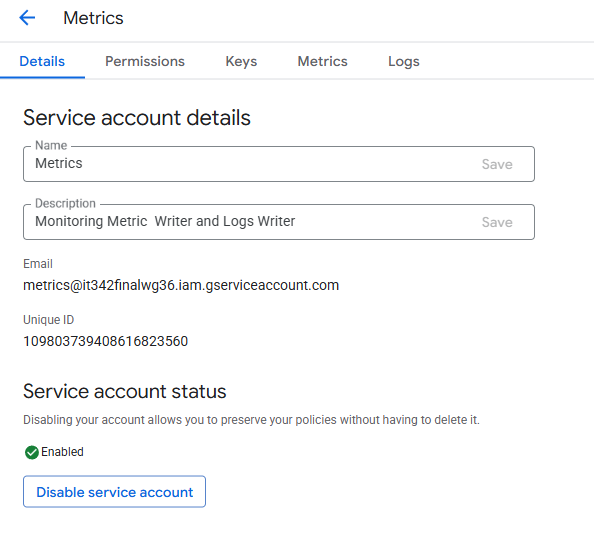 Metrics
Details Permissions Keys Metrics Logs
Service account details
Name
Metrics Save
Description
Monitoring Metric  Writer and Logs Writer Save
Email
metrics@it342finalwg36.iam.gserviceaccount.com
Unique ID
109803739408616823560
Service account status
Disabling your account allows you to preserve your policies without having to delete it.
Enabled
Disable service account